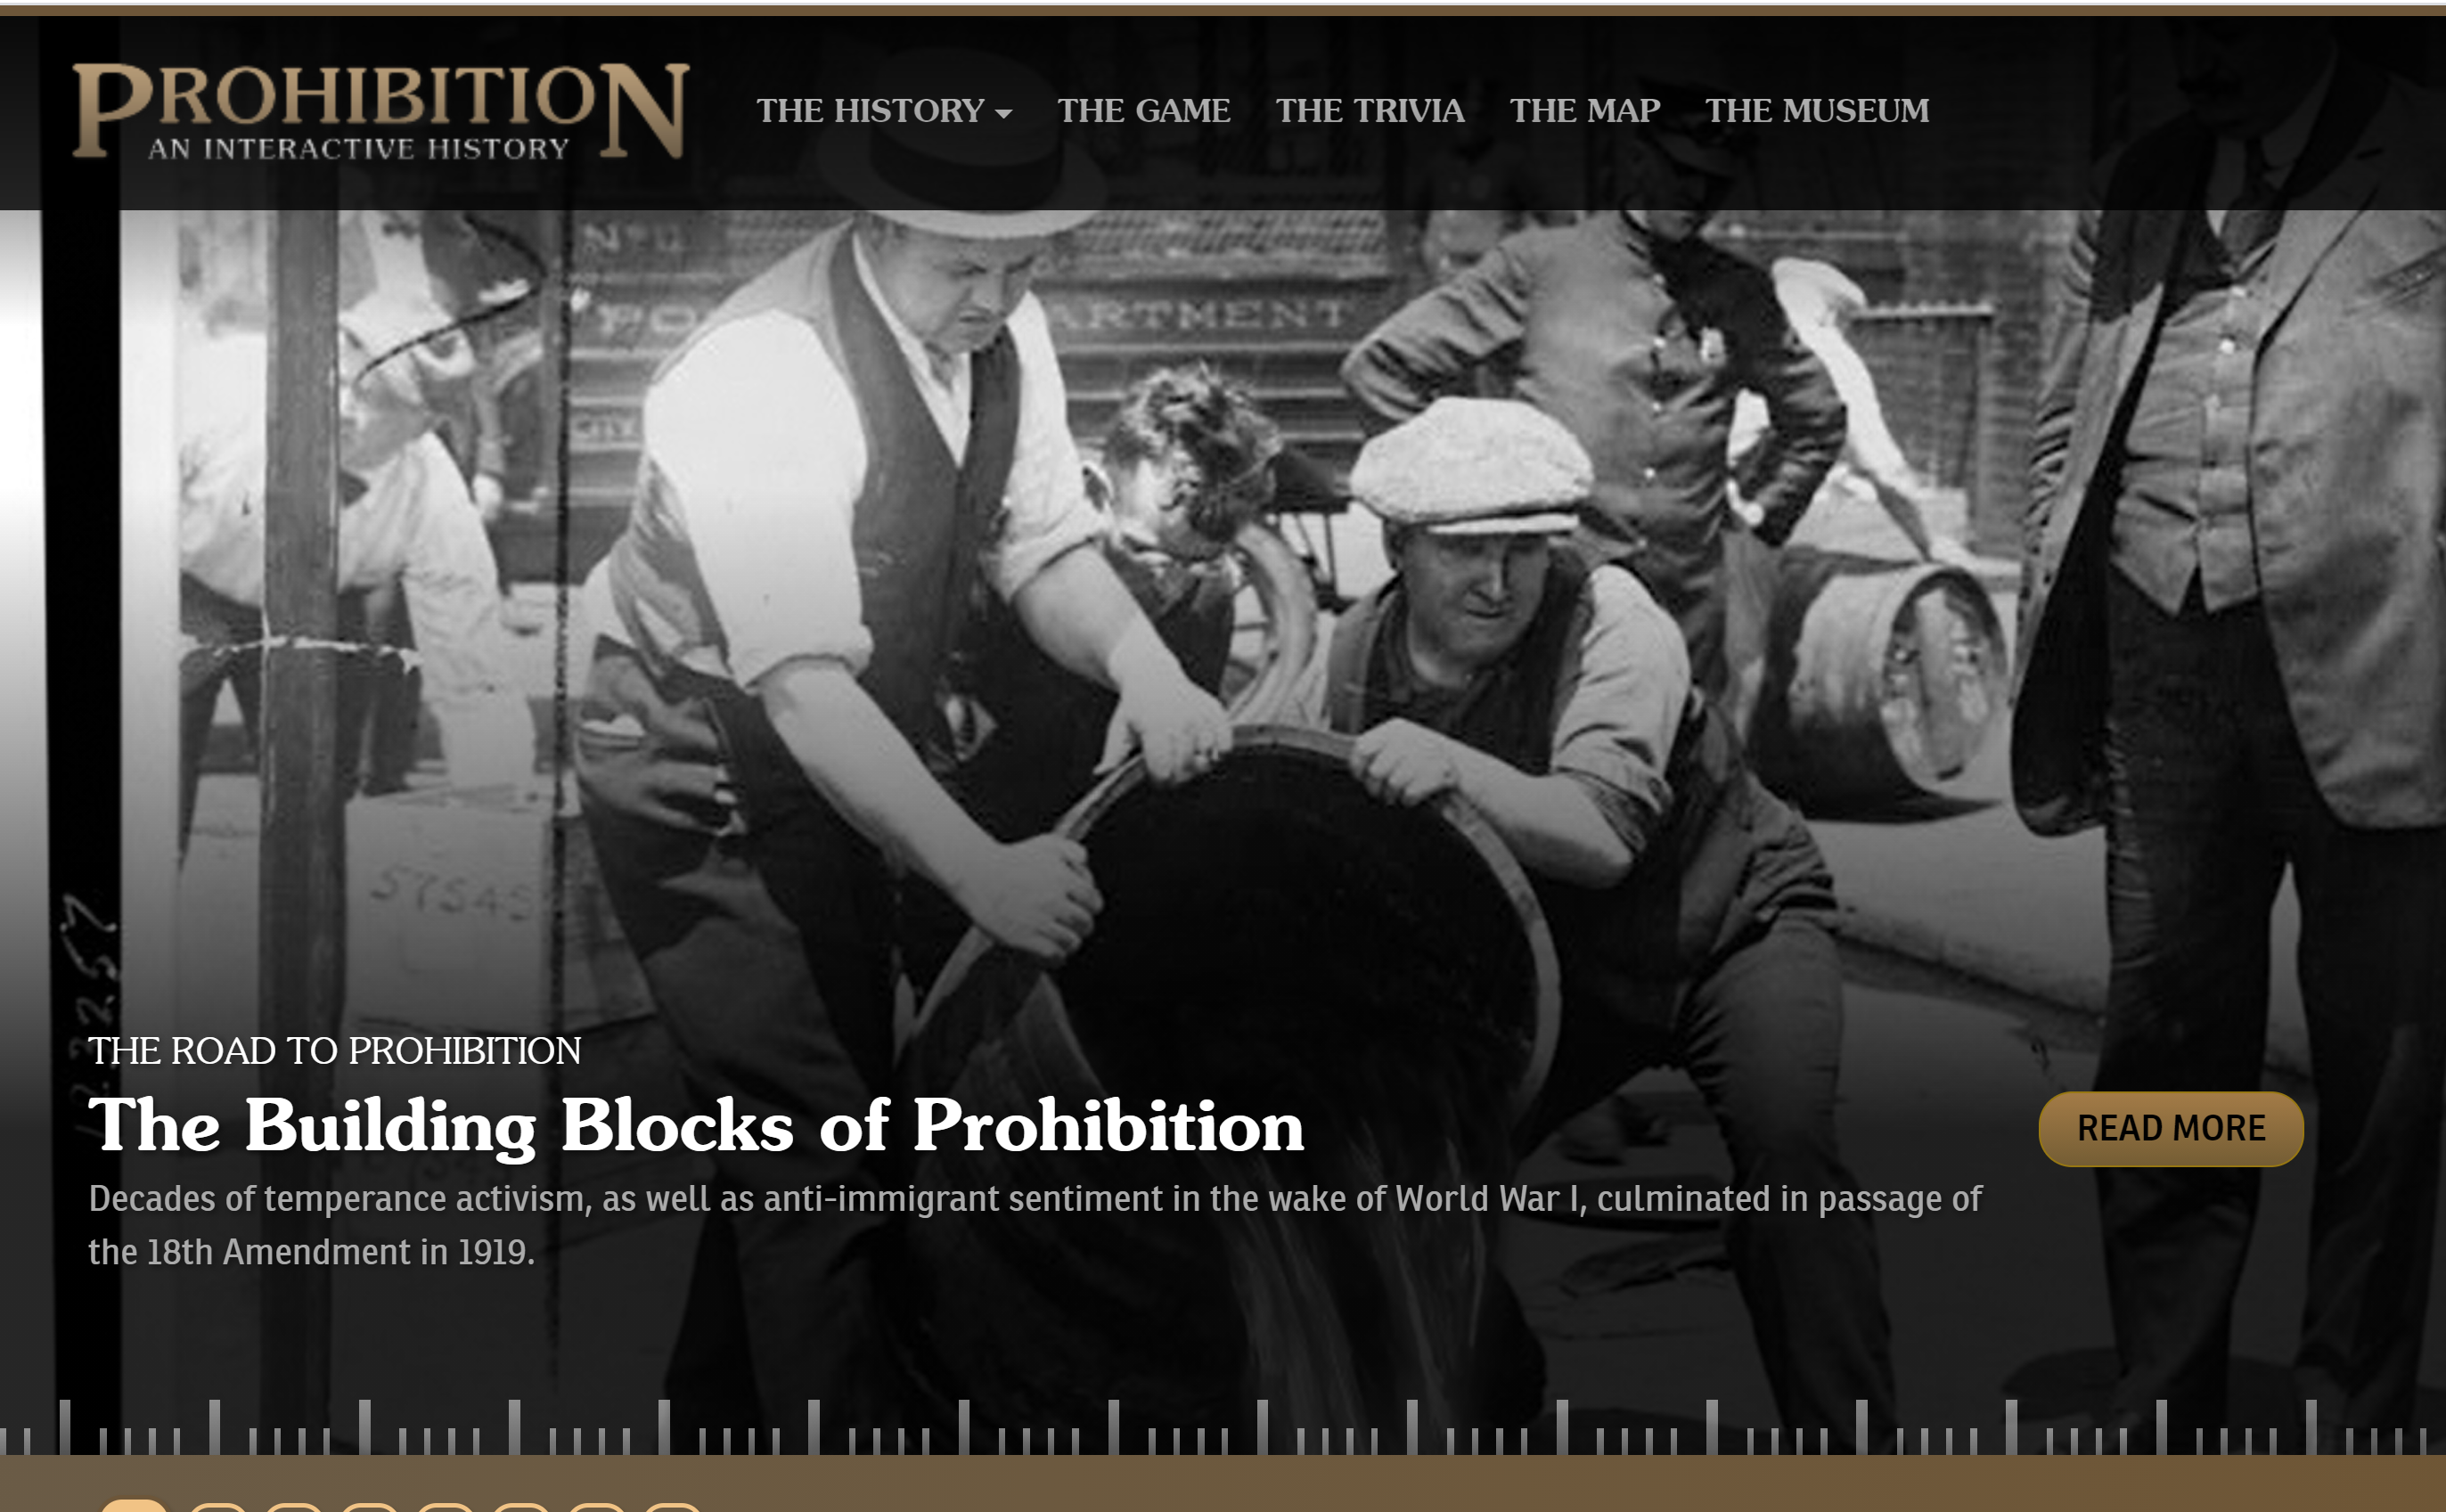 PROHIBITION
AN INTERACTIVE HISTORY
THE HISTORY THE GAME THE TRIVIA THE MAP THE MUSEUM
ARTMENT
57545
THE ROAD TO PROHIBITION
The Building Blocks of Prohibition
READ MORE
Decades of temperance activism, as well as anti-immigrant sentiment in the wake of World War I, culminated in passage of
the 18th Amendment in 1919.